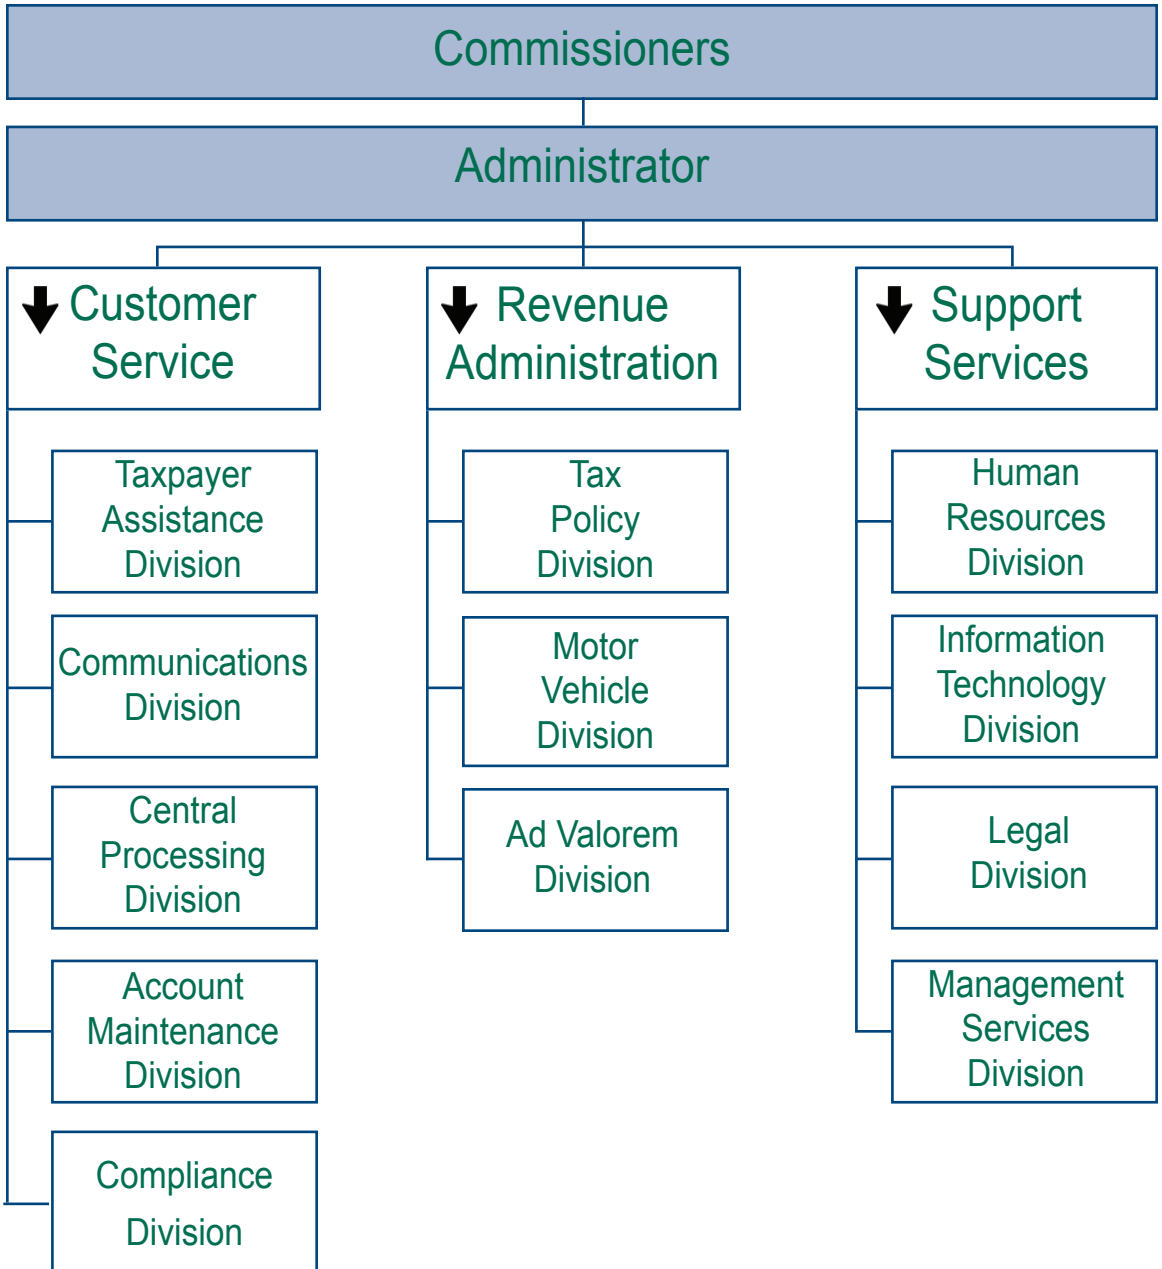 Commissioners
Administrator
Customer
Service
Taxpayer
Assistance
Division
Communications
Division
Central
Processing
Division
Account
Maintenance
Division
Compliance
Division
Revenue
Administration
Tax
Policy
Division
Motor
Vehicle
Division
Ad Valorem
Division
Support
Services
Human
Resources
Division
Information
Technology
Division
Legal
Division
Management
Services
Division